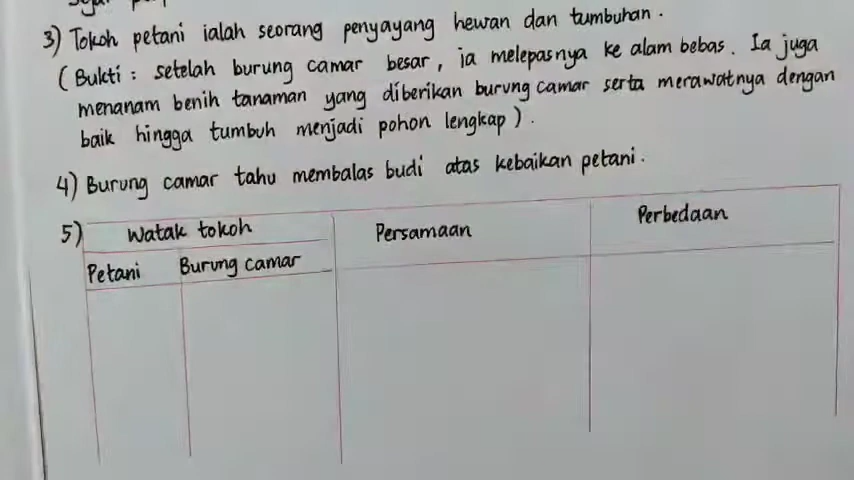 3) Tokoh petani ialah seorang penyayang hewan dan tumbuhan.
(Bukti : setelah burung camar besar, ia melepasnya ke alam bebas. Ia juga
menanam benih tanaman yang diberikan burung camar serta merawatnya dengan
baik hingga tumbuh menjadi pohon lengkap).
4) Burung camar tahu membalas budi atas kebaikan petani.
5) Watak tokoh Persamaan Perbedaan
Petani Burung camar